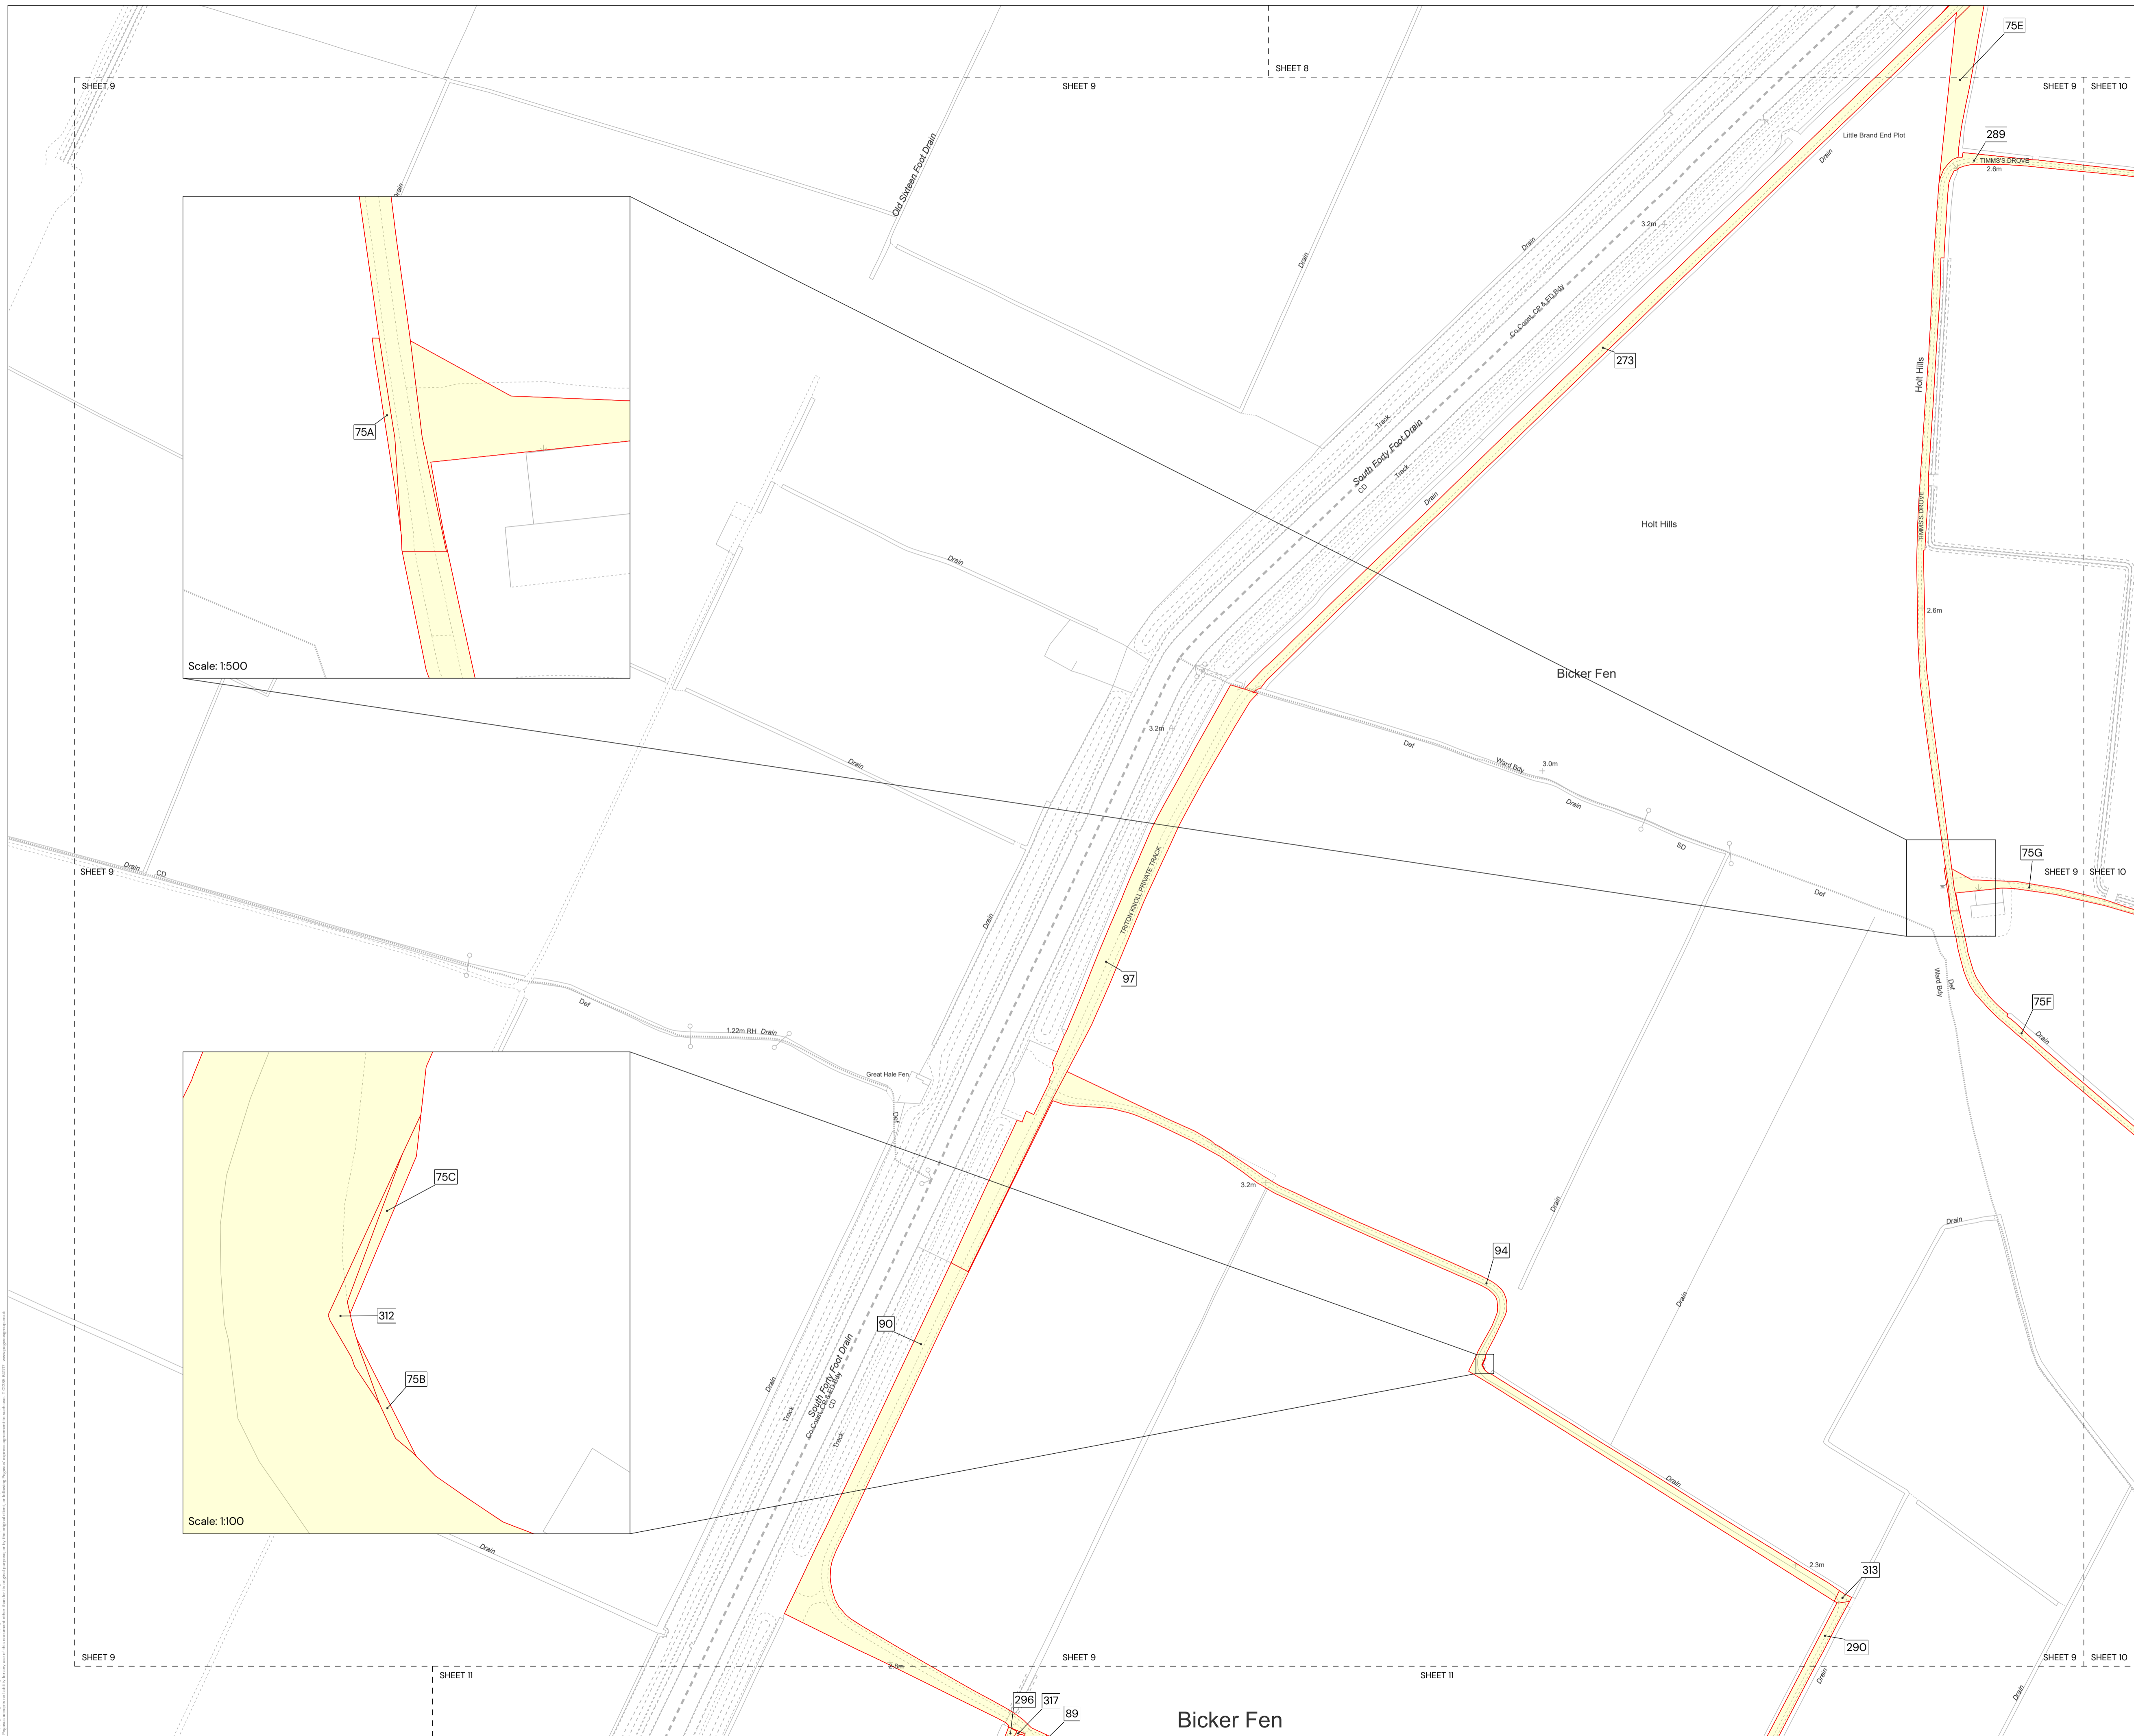 75E
SHEET 8
SHEET 9
SHEET 9
SHEET 9
SHEET 10
289
TIMMS'S DROVE
2.6m
Little Brand End Plot
Drain
Old Sixteen Foot Drain
Drain
Drain
Drain
3.2m
Co Const, CP & ED Bdy
273
Holt Hills
75A
Scale: 1:500
Track
South Forty Foot Drain
CD
Track
Drain
Holt Hills
TIMMS'S DROVE
2.6m
Drain
Bicker Fen
3.2m
Def
Ward Bdy
3.0m
Drain
Drain
SD
Def
75G
SHEET 9
SHEET 10
SHEET 9
Drain
CD
TRITON KNOLL PRIVATE TRACK
Drain
97
Def
Ward Bdy
Def
75F
Drain
1.22m RH
Drain
Great Hale Fen
Def
75C
312
75B
Scale: 1:100
3.2m
Drain
94
Drain
Drain
90
Drain
Track
South Forty Foot Drain
Co Const, CP & ED Bdy
CD
Track
Drain
Drain
2.3m
313
290
Drain
Drain
SHEET 9
SHEET 9
SHEET 9
SHEET 10
SHEET 11
SHEET 11
2.5m
296
317
89
Bicker Fen